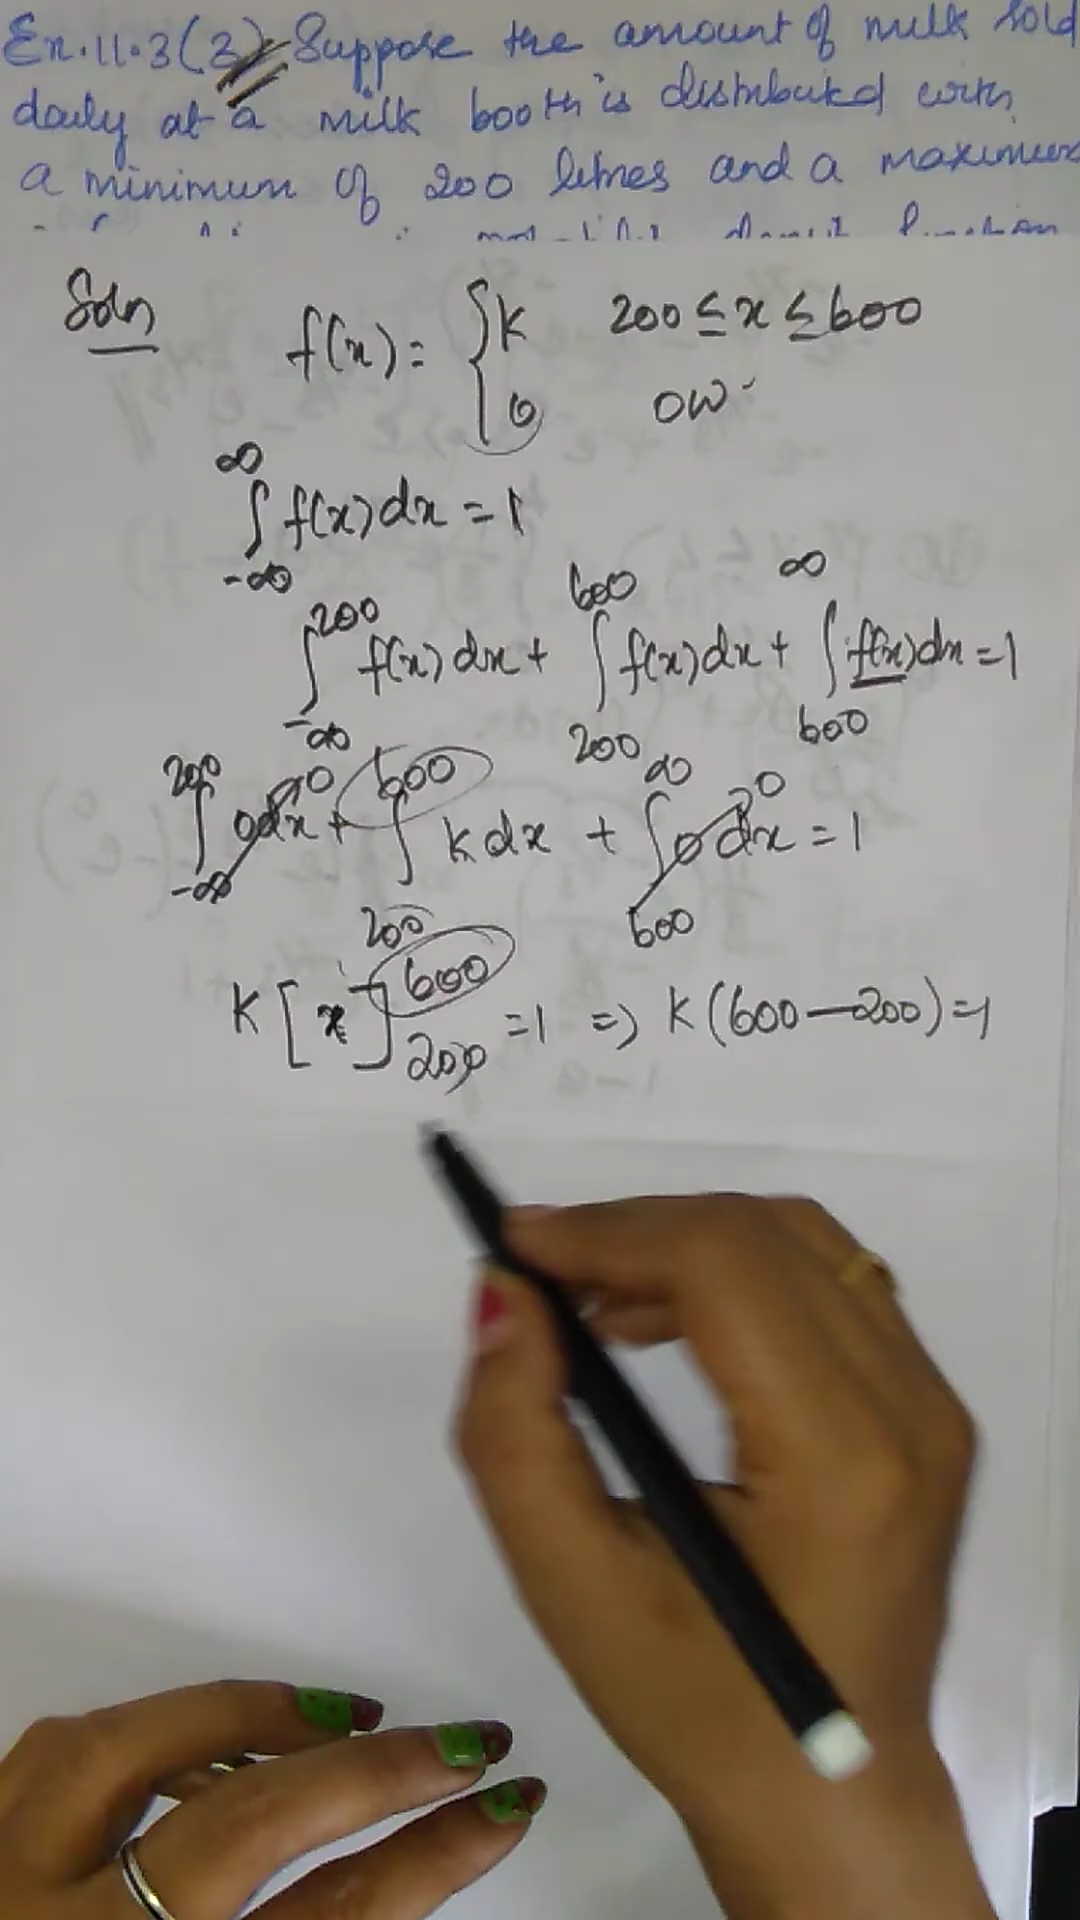 Ex.11.3(3) Suppose the amount of milk sold
daily at a milk booth is distributed with
a minimum of 200 litres and a maximum
Soln f(x) = { k 200 ≤ x ≤ 600
0 OW
∞ ∫ -∞ f(x) dx = 1
∫ -∞ 200 f(x) dx + ∫ 200 600 f(x) dx + ∫ 600 ∞ f(x) dx = 1
∫ -∞ 200 0 dx 0 + ∫ 200 600 k dx + ∫ 600 ∞ 0 dx 0 = 1
K [x] 600 200 = 1 ⇒ K (600 - 200) = 1